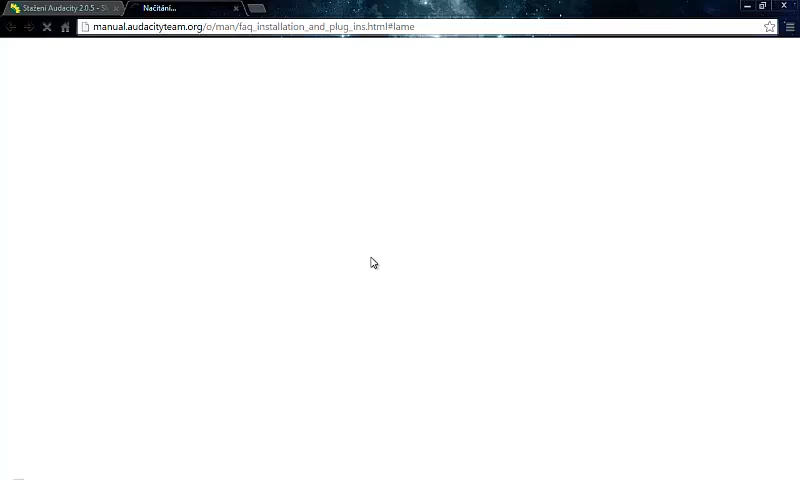 Stažení Audacity 2.0.5 - Sl
Načítání...
manual.audacityteam.org/o/man/faq_installation_and_plug_ins.html#lame